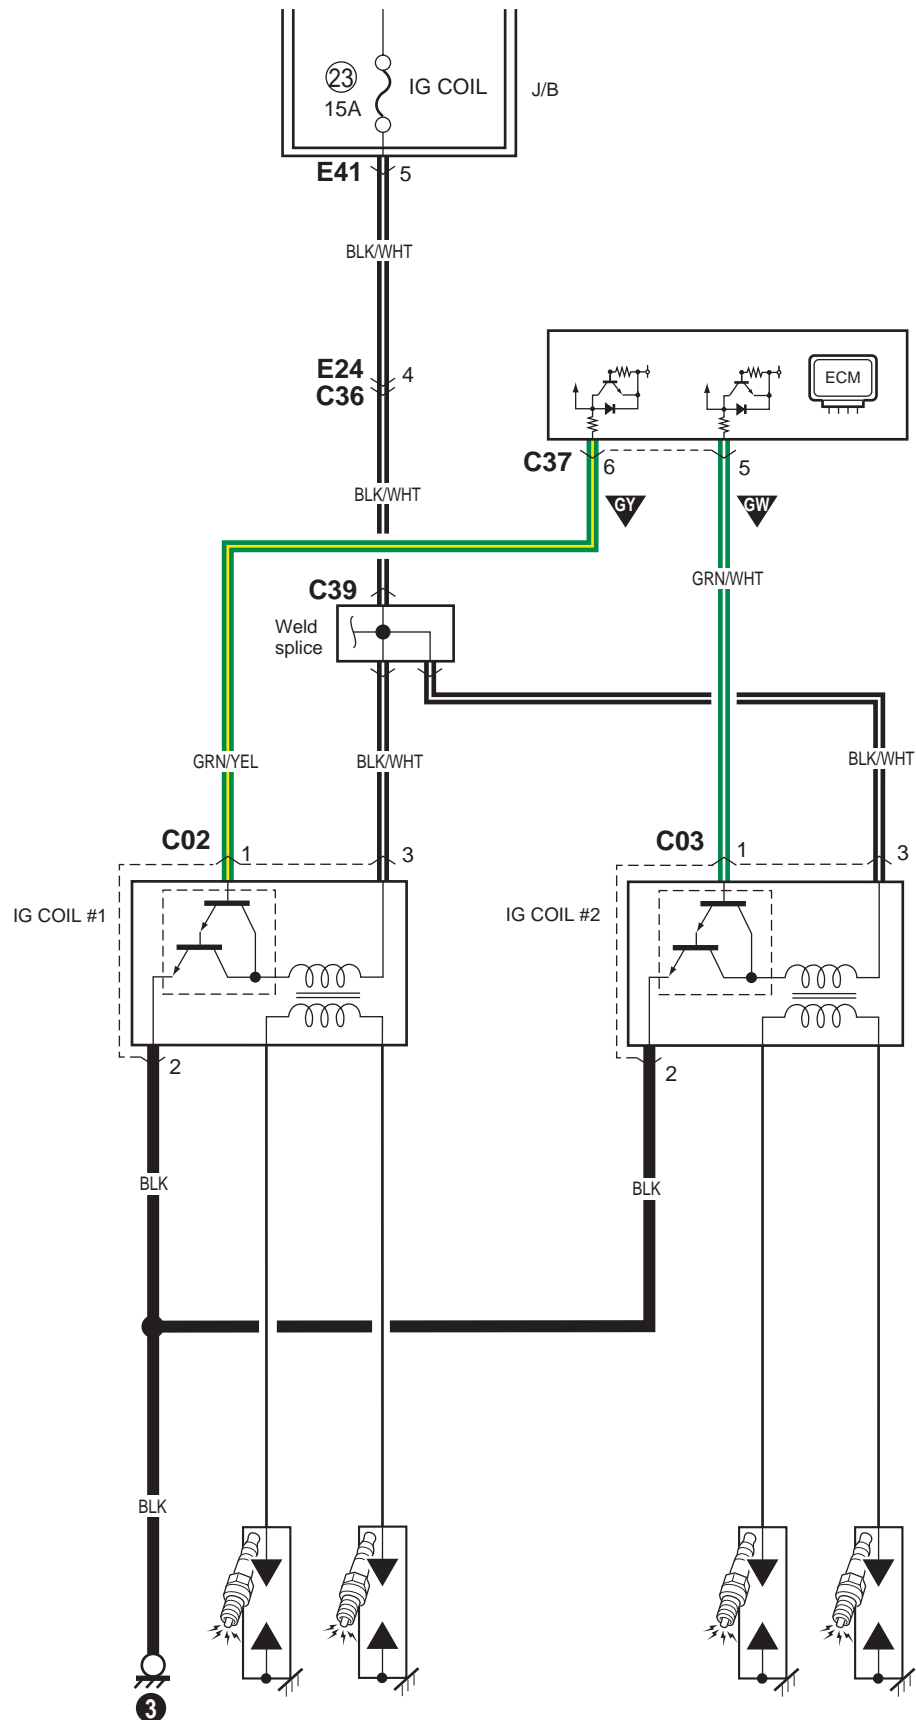 23
15A
IG COIL
J/B
E41
5
BLK/WHT
E24
4
C36
ECM
C37
6
5
GY
GW
BLK/WHT
GRN/WHT
C39
Weld
splice
GRN/YEL
BLK/WHT
BLK/WHT
C02
1
3
C03
1
3
IG COIL #1
IG COIL #2
2
2
BLK
BLK
BLK
3